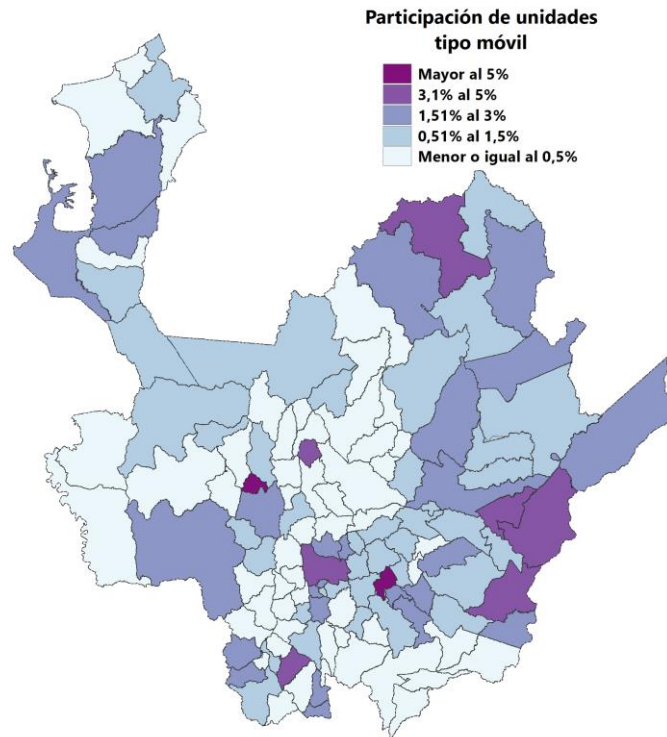 Participación de unidades
tipo móvil
Mayor al 5%
3,1% al 5%
1,51% al 3%
0,51% al 1,5%
Menor o igual al 0,5%